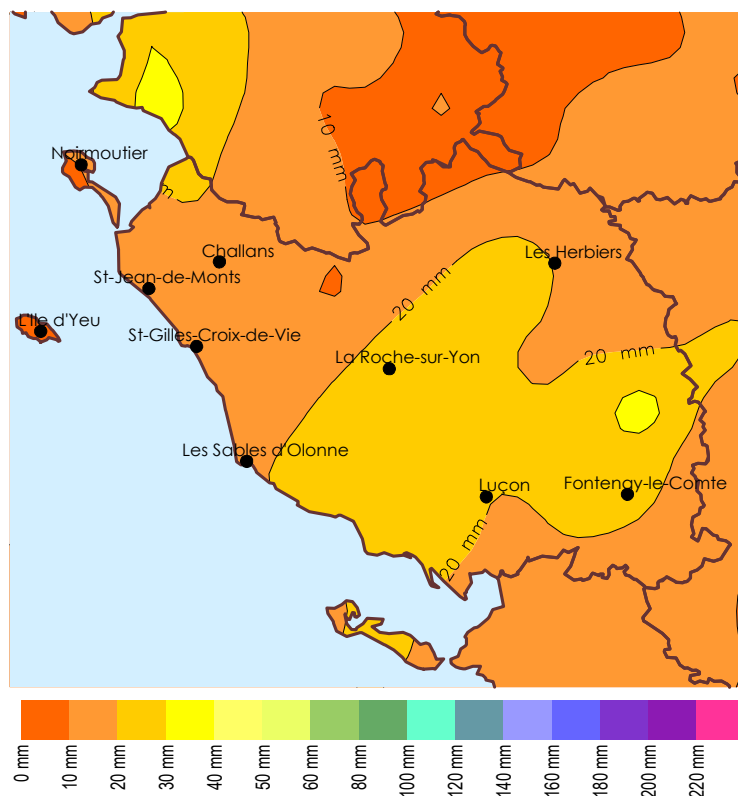 10 mm
Noirmoutier
m
Challans
Les Herbiers
St-Jean-de-Monts
20 mm
L'Ile d'Yeu
St-Gilles-Croix-de-Vie
La Roche-sur-Yon
20 mm
Les Sables d'Olonne
Luçon
Fontenay-le-Comte
20 mm
0 mm
10 mm
20 mm
30 mm
40 mm
50 mm
60 mm
80 mm
100 mm
120 mm
140 mm
160 mm
180 mm
200 mm
220 mm